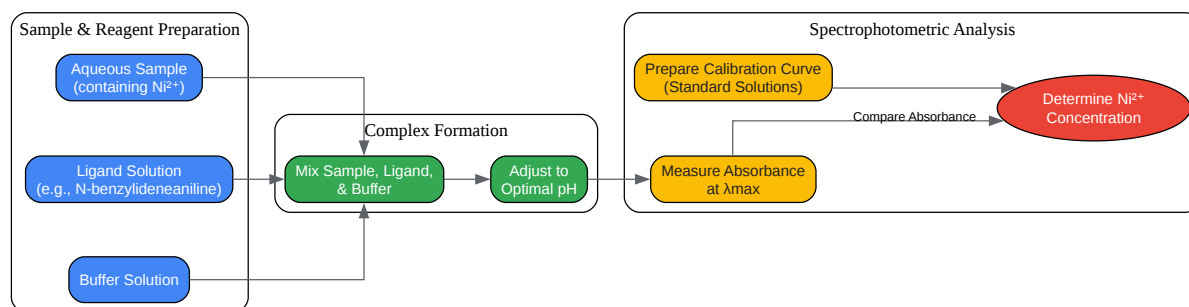 Sample & Reagent Preparation
Aqueous Sample
(containing Ni²⁺)
Ligand Solution
(e.g., N-benzylideneaniline)
Buffer Solution
Complex Formation
Mix Sample, Ligand,
& Buffer
Adjust to
Optimal pH
Spectrophotometric Analysis
Prepare Calibration Curve
(Standard Solutions)
Measure Absorbance
at λmax
Compare Absorbance
Determine Ni²⁺
Concentration